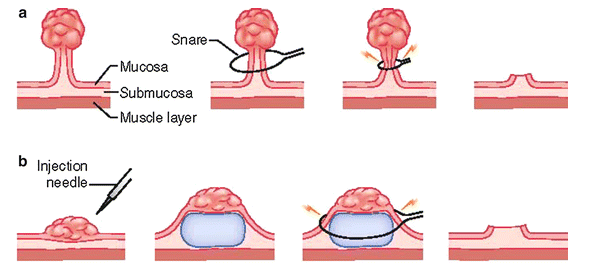 a
Snare
Mucosa
Submucosa
Muscle layer
b
Injection
needle